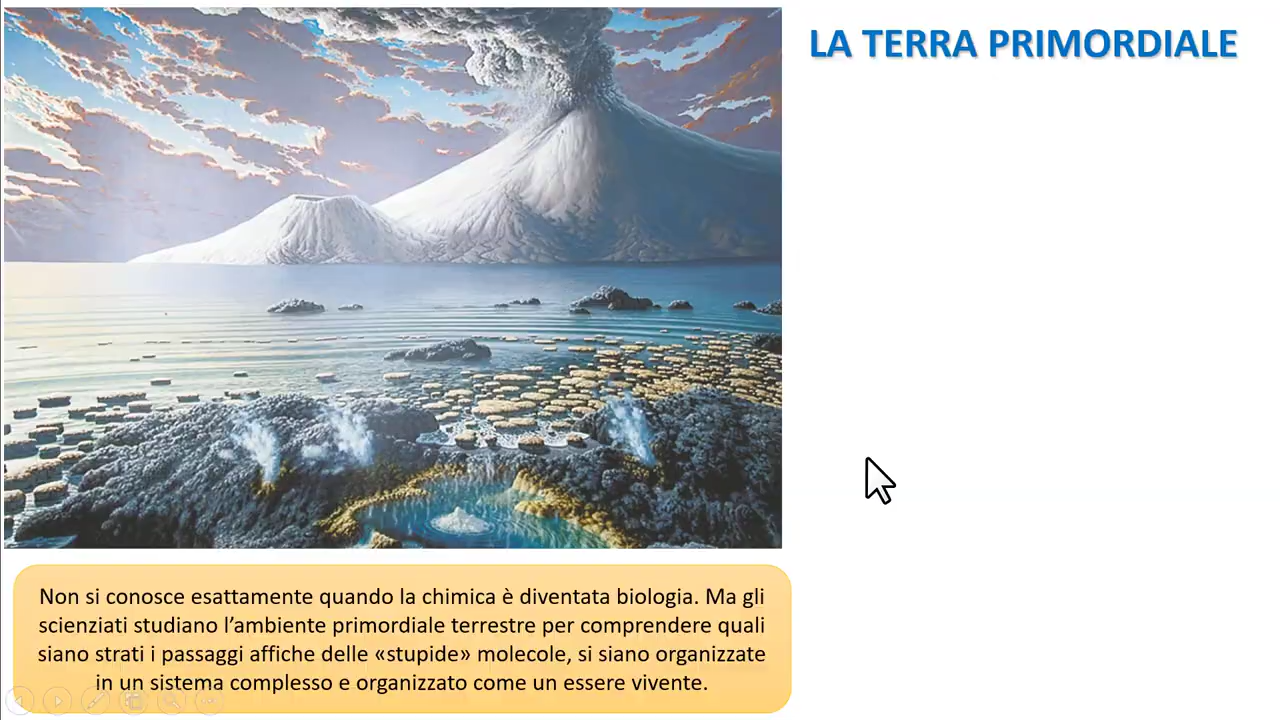 LA TERRA PRIMORDIALE
Non si conosce esattamente quando la chimica è diventata biologia. Ma gli
scienziati studiano l’ambiente primordiale terrestre per comprendere quali
siano strati i passaggi affiche delle «stupide» molecole, si siano organizzate
in un sistema complesso e organizzato come un essere vivente.